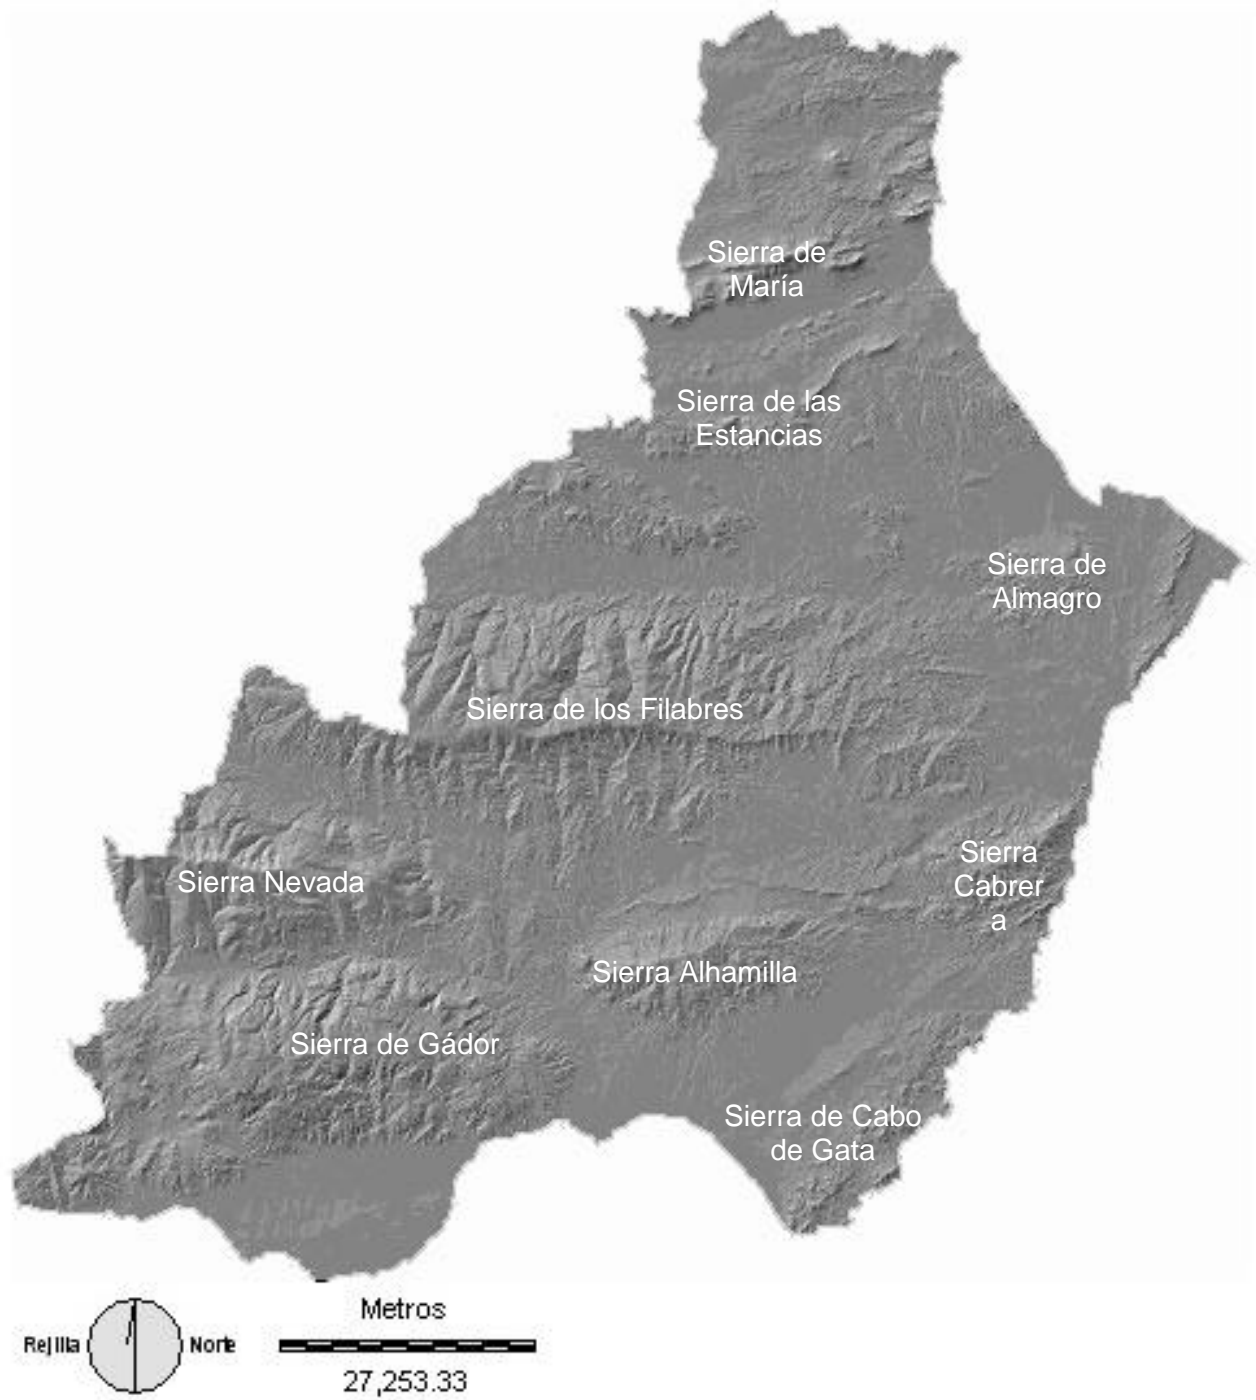 Sierra de
María
Sierra de las
Estancias
Sierra de
Almagro
Sierra de los Filabres
Sierra
Cabrer
a
Sierra Nevada
Sierra Alhamilla
Sierra de Gádor
Sierra de Cabo
de Gata
Metros
Rejilla
Norte
27,253.33